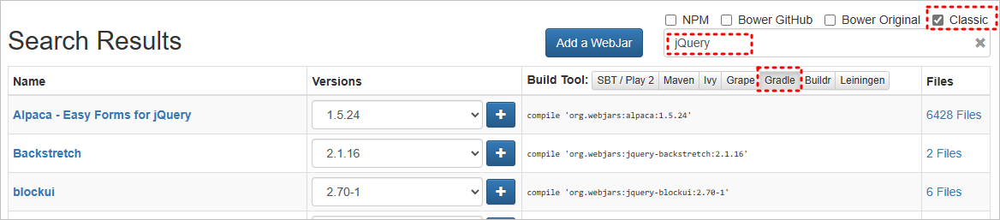 NPM Bower GitHub Bower Original Classic
Search Results
Add a WebJar
jQuery
Name Versions Build Tool: SBT / Play 2 Maven Ivy Grape Gradle Buildr Leiningen Files
Alpaca - Easy Forms for jQuery 1.5.24 + compile 'org.webjars:alpaca:1.5.24' 6428 Files
Backstretch 2.1.16 + compile 'org.webjars:jquery-backstretch:2.1.16' 2 Files
blockui 2.70-1 + compile 'org.webjars:jquery-blockui:2.70-1' 6 Files